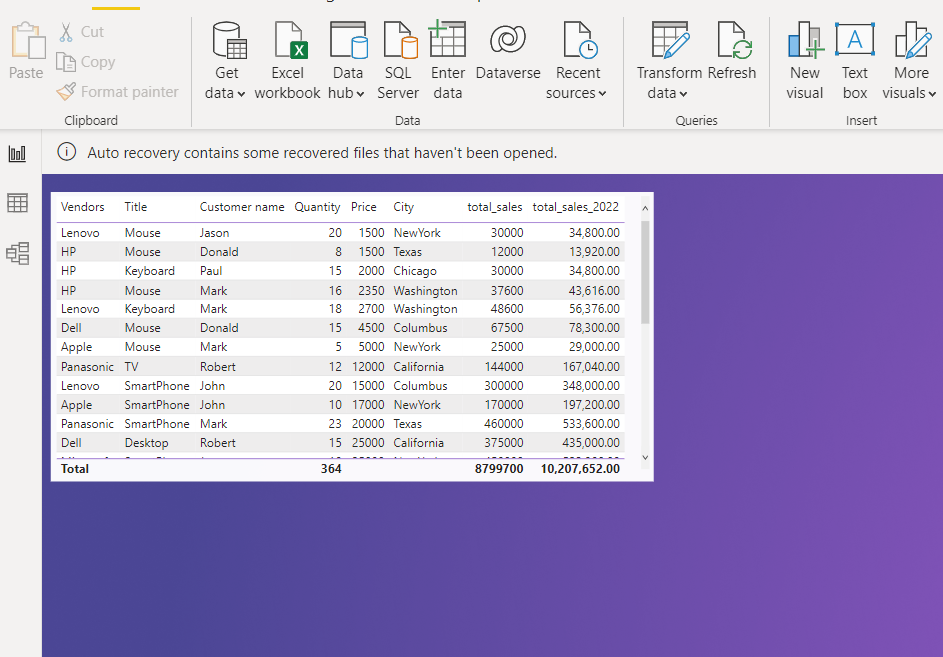 Paste
Cut
Copy
Format painter
Clipboard
Get data
Excel workbook
Data hub
SQL Server
Enter data
Dataverse
Recent sources
Data
Transform data
Refresh
Queries
New visual
Text box
More visuals
Insert
Auto recovery contains some recovered files that haven't been opened.
Vendors Title Customer name Quantity Price City total_sales total_sales_2022
Lenovo Mouse Jason 20 1500 NewYork 30000 34,800.00
HP Mouse Donald 8 1500 Texas 12000 13,920.00
HP Keyboard Paul 15 2000 Chicago 30000 34,800.00
HP Mouse Mark 16 2350 Washington 37600 43,616.00
Lenovo Keyboard Mark 18 2700 Washington 48600 56,376.00
Dell Mouse Donald 15 4500 Columbus 67500 78,300.00
Apple Mouse Mark 5 5000 NewYork 25000 29,000.00
Panasonic TV Robert 12 12000 California 144000 167,040.00
Lenovo SmartPhone John 20 15000 Columbus 300000 348,000.00
Apple SmartPhone John 10 17000 NewYork 170000 197,200.00
Panasonic SmartPhone Mark 23 20000 Texas 460000 533,600.00
Dell Desktop Robert 15 25000 California 375000 435,000.00
Total 364 8799700 10,207,652.00